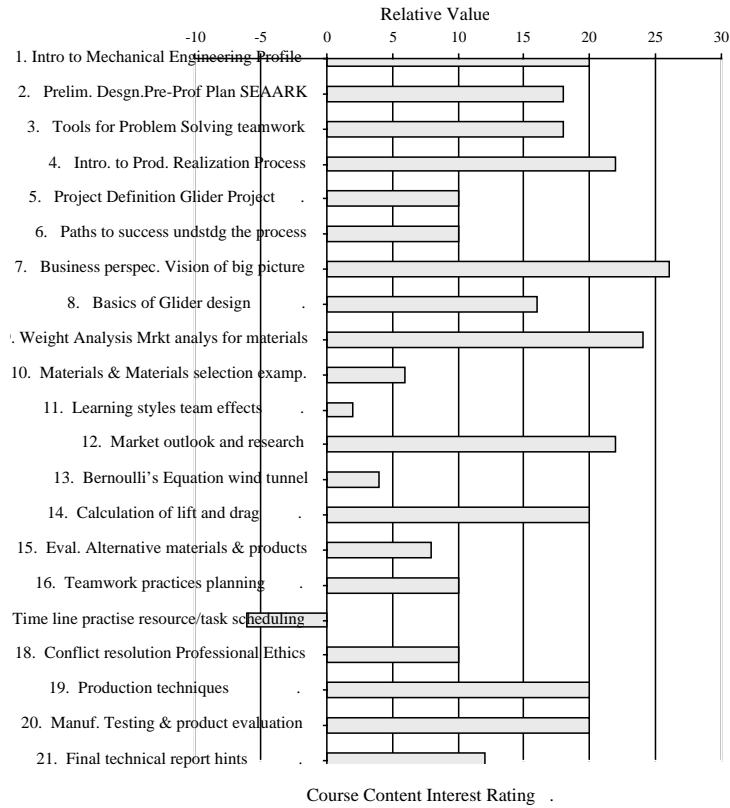 Relative Value
-10 -5 0 5 10 15 20 25 30
1. Intro to Mechanical Engineering Profile
2. Prelim. Desgn.Pre-Prof Plan SEAARK
3. Tools for Problem Solving teamwork
4. Intro. to Prod. Realization Process
5. Project Definition Glider Project .
6. Paths to success undstdg the process
7. Business perspec. Vision of big picture
8. Basics of Glider design .
. Weight Analysis Mrkt analys for materials
10. Materials & Materials selection examp.
11. Learning styles team effects .
12. Market outlook and research
13. Bernoulli's Equation wind tunnel
14. Calculation of lift and drag .
15. Eval. Alternative materials & products
16. Teamwork practices planning .
Time line practise resource/task scheduling
18. Conflict resolution Professional Ethics
19. Production techniques .
20. Manuf. Testing & product evaluation
21. Final technical report hints .
Course Content Interest Rating .